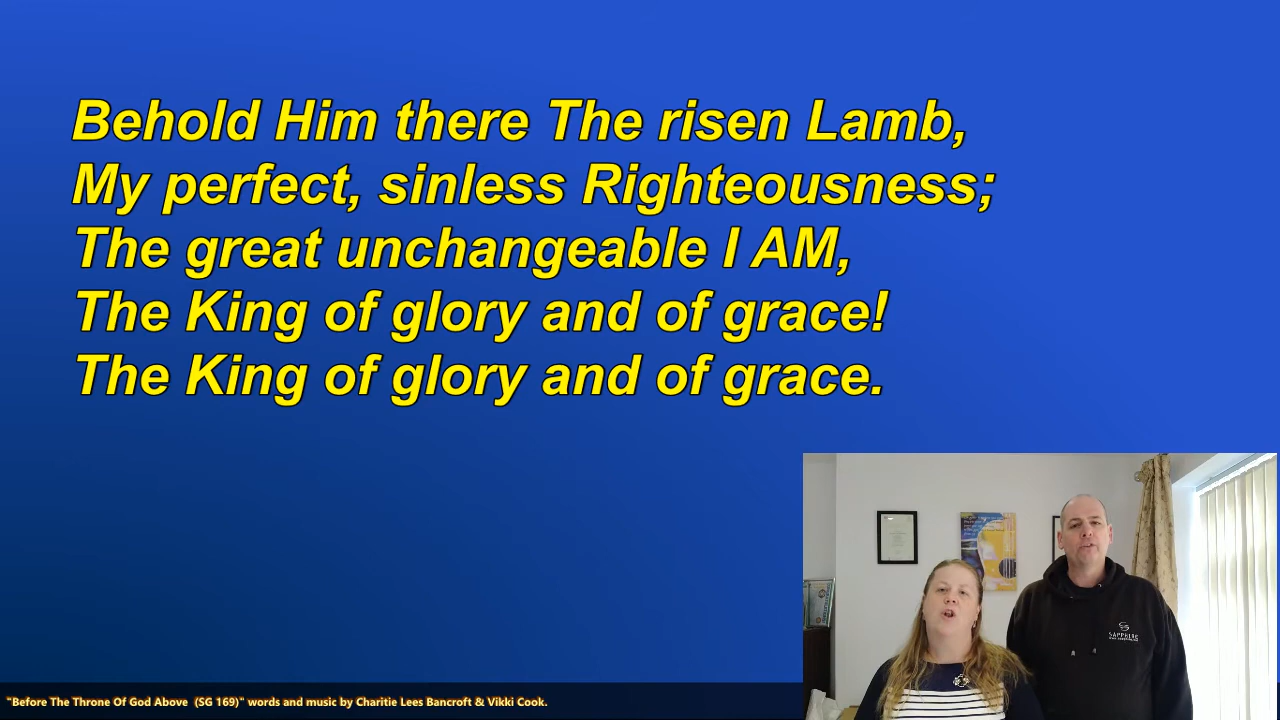 Behold Him there The risen Lamb,
My perfect, sinless Righteousness;
The great unchangeable I AM,
The King of glory and of grace!
The King of glory and of grace.
SAPPHIRE
"Before The Throne Of God Above (SG 169)" words and music by Charitie Lees Bancroft & Vikki Cook.